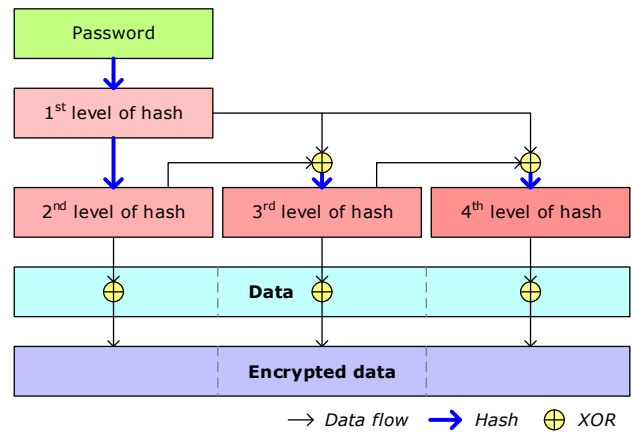 Password
1st level of hash
2nd level of hash
3rd level of hash
4th level of hash
Data
Encrypted data
Data flow
Hash
XOR